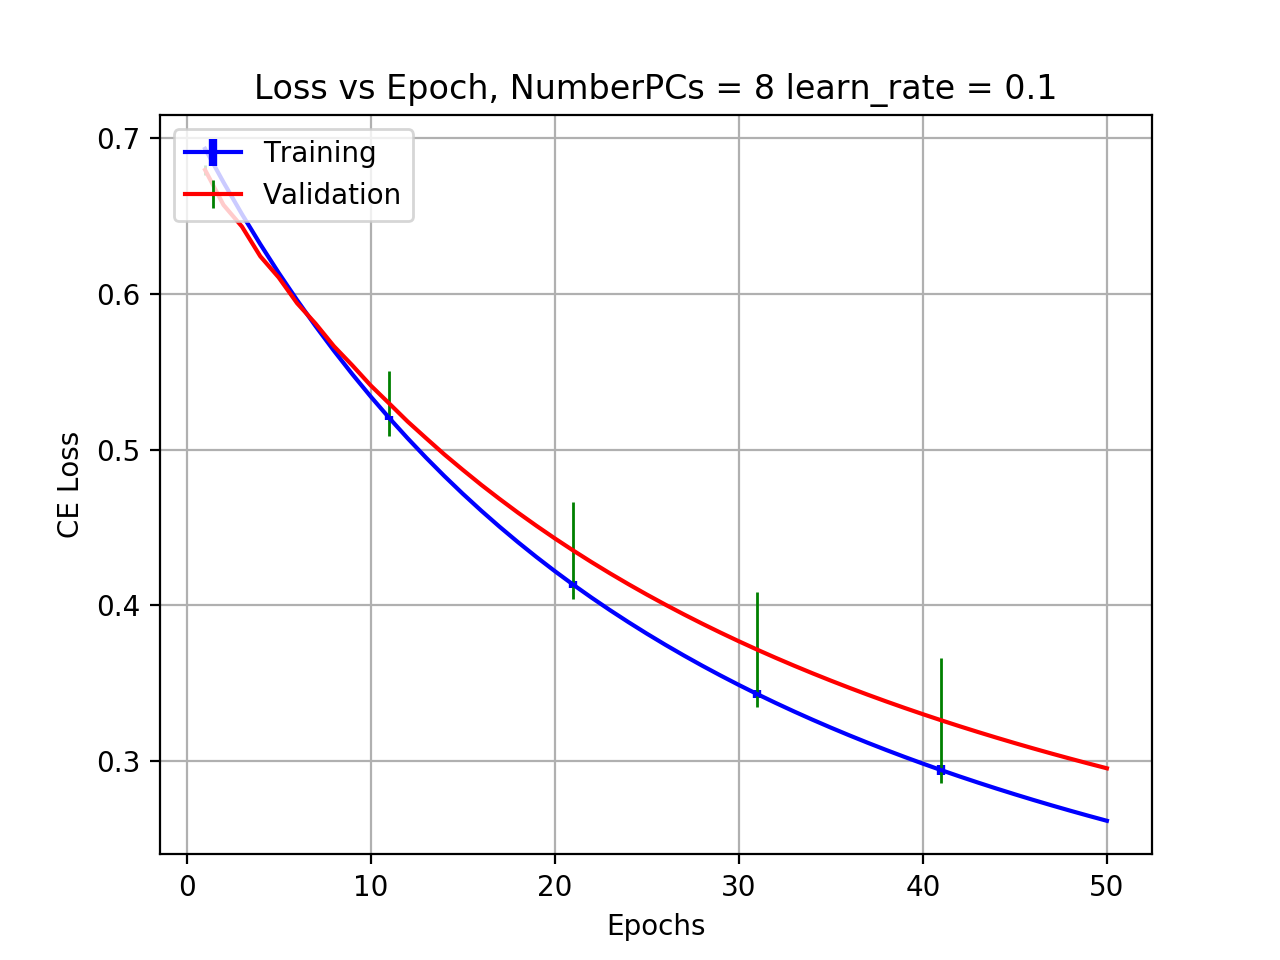 Loss vs Epoch, NumberPCs = 8 learn_rate = 0.1
Training
Validation
0.7
0.6
0.5
0.4
0.3
CE Loss
0 10 20 30 40 50
Epochs